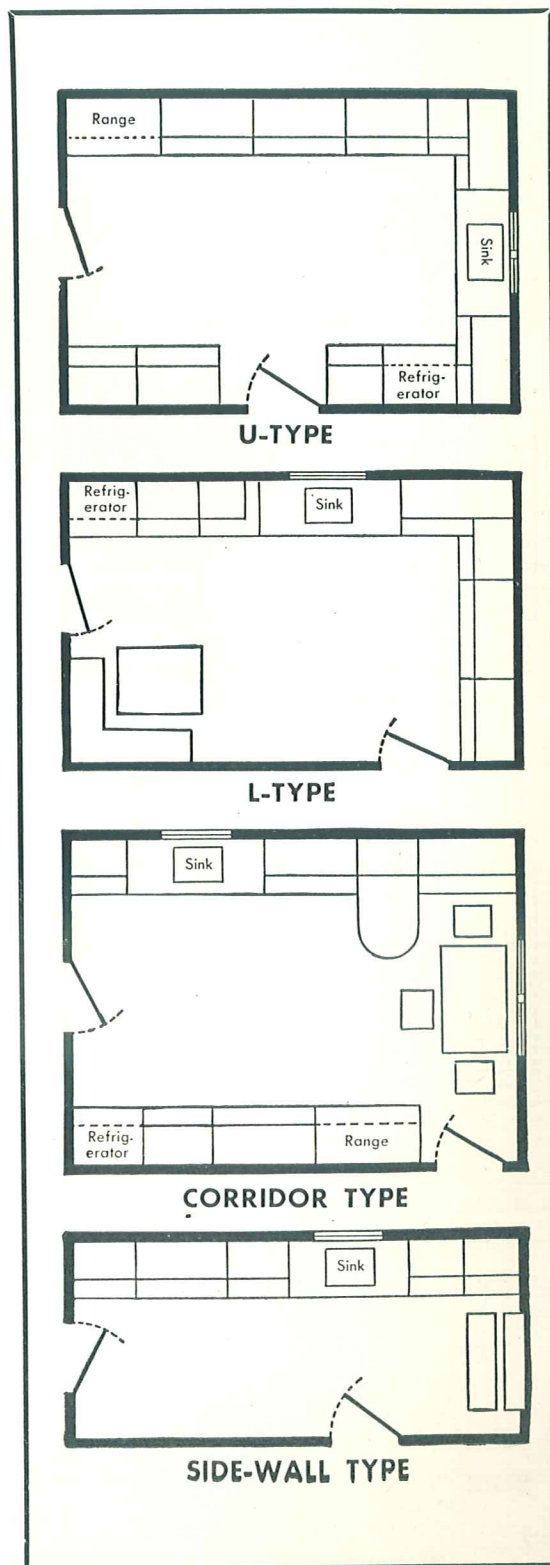 Range
Sink
Refrig-
erator
U-TYPE
Refrig-
erator
Sink
L-TYPE
Sink
Refrig-
erator
Range
CORRIDOR TYPE
Sink
SIDE-WALL TYPE